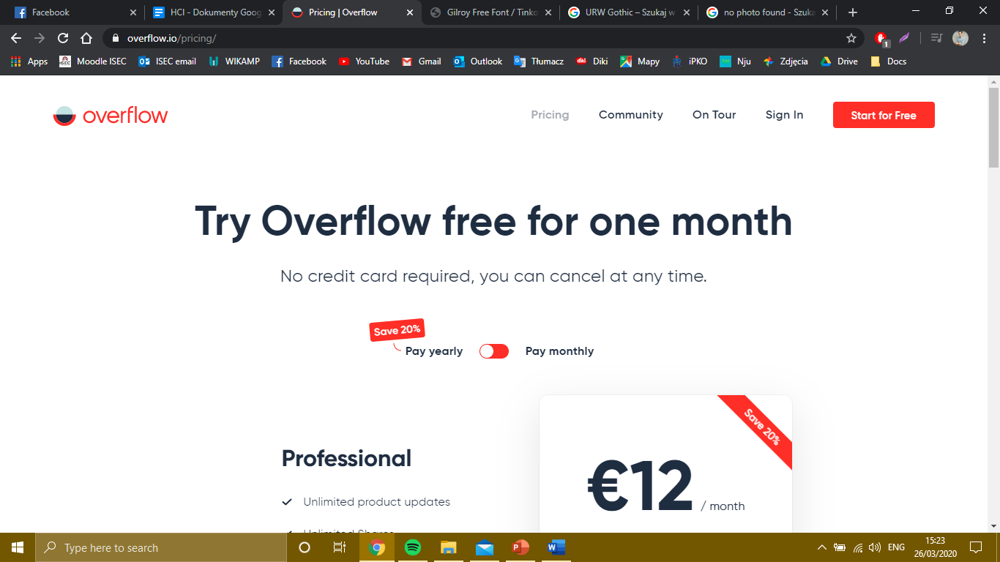 Facebook
HCI - Dokumenty Goog
Pricing | Overflow
Gilroy Free Font / Tinko
URW Gothic – Szukaj w
no photo found - Szuka
overflow.io/pricing/
1
Apps
Moodle ISEC
ISEC email
WIKAMP
Facebook
YouTube
Gmail
Outlook
Tłumacz
diki
Diki
Mapy
iPKO
Nju
Zdjęcia
Drive
Docs
overflow
Pricing
Community
On Tour
Sign In
Start for Free
Try Overflow free for one month
No credit card required, you can cancel at any time.
Save 20%
Pay yearly
Pay monthly
Save 20%
Professional
€12 / month
Unlimited product updates
Unlimited Shares
Type here to search
ENG
15:23
26/03/2020